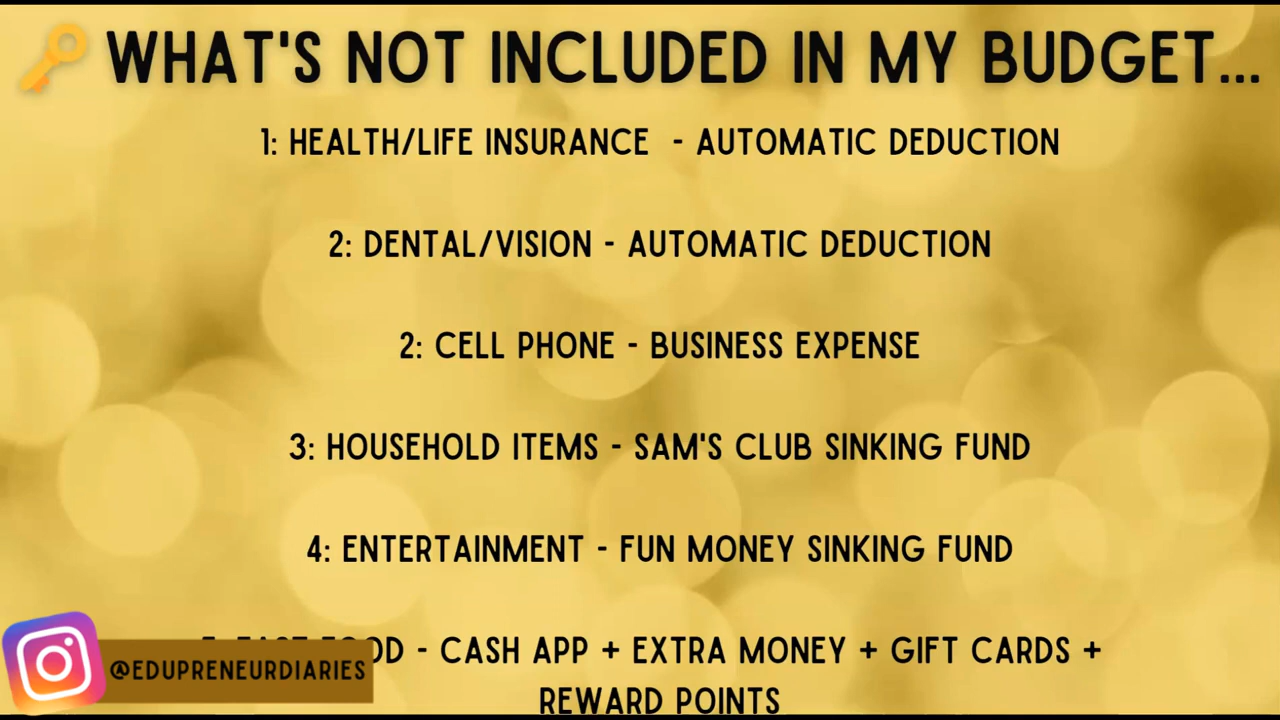 WHAT'S NOT INCLUDED IN MY BUDGET...
1: HEALTH/LIFE INSURANCE - AUTOMATIC DEDUCTION
2: DENTAL/VISION - AUTOMATIC DEDUCTION
2: CELL PHONE - BUSINESS EXPENSE
3: HOUSEHOLD ITEMS - SAM'S CLUB SINKING FUND
4: ENTERTAINMENT - FUN MONEY SINKING FUND
- CASH APP + EXTRA MONEY + GIFT CARDS +
REWARD POINTS
@EDUPRENEURDIARIES